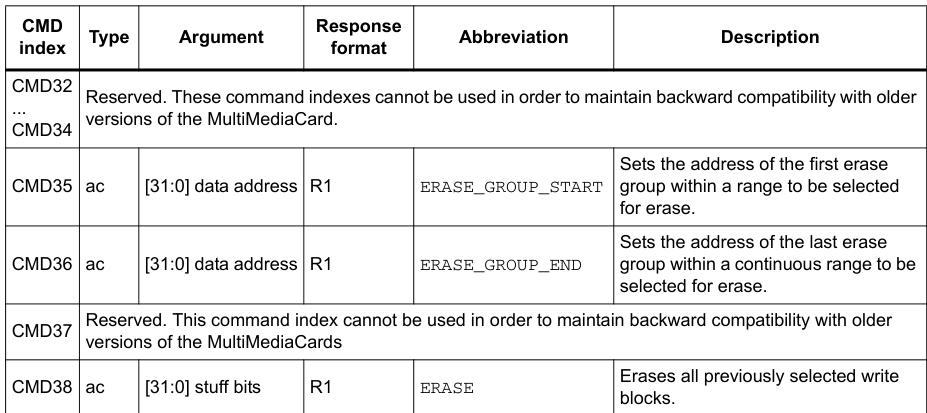 CMD index Type Argument Response format Abbreviation Description
CMD32 ... CMD34 Reserved. These command indexes cannot be used in order to maintain backward compatibility with older
versions of the MultiMediaCard.
CMD35 ac [31:0] data address R1 ERASE_GROUP_START Sets the address of the first erase
group within a range to be selected
for erase.
CMD36 ac [31:0] data address R1 ERASE_GROUP_END Sets the address of the last erase
group within a continuous range to be
selected for erase.
CMD37 Reserved. This command index cannot be used in order to maintain backward compatibility with older
versions of the MultiMediaCards
CMD38 ac [31:0] stuff bits R1 ERASE Erases all previously selected write
blocks.